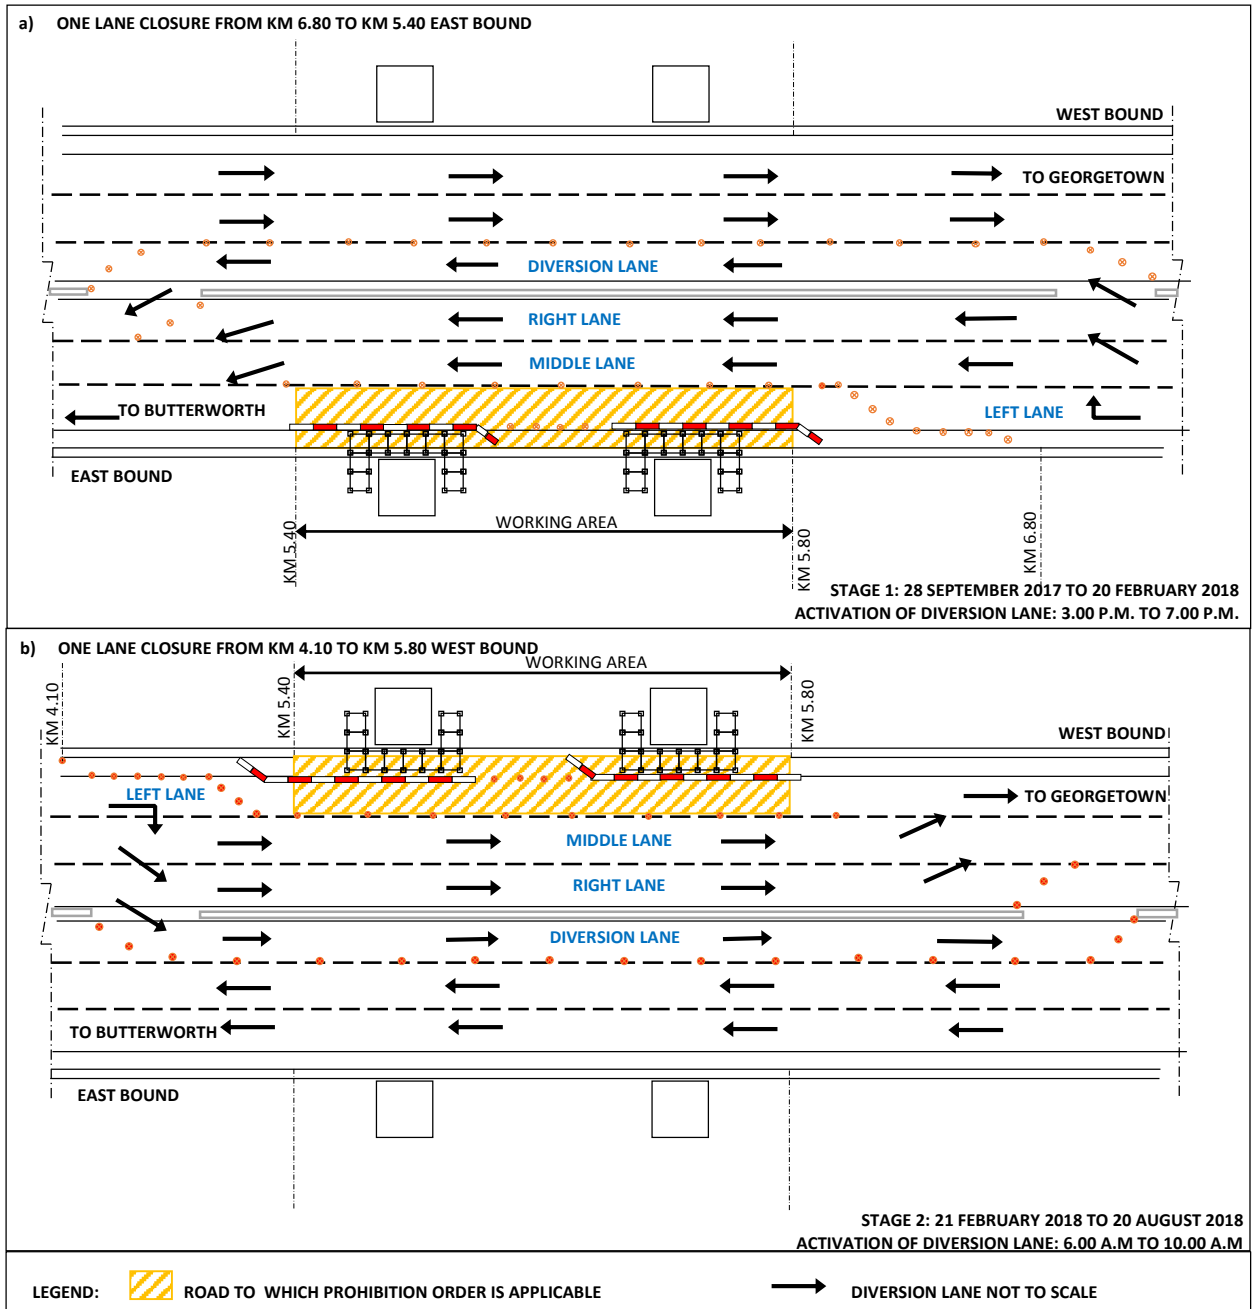 a) ONE LANE CLOSURE FROM KM 6.80 TO KM 5.40 EAST BOUND
WEST BOUND
TO GEORGETOWN
DIVERSION LANE
RIGHT LANE
MIDDLE LANE
TO BUTTERWORTH
LEFT LANE
EAST BOUND
WORKING AREA
KM 5.40
KM 5.80
KM 6.80
STAGE 1: 28 SEPTEMBER 2017 TO 20 FEBRUARY 2018
ACTIVATION OF DIVERSION LANE: 3.00 P.M. TO 7.00 P.M.
b) ONE LANE CLOSURE FROM KM 4.10 TO KM 5.80 WEST BOUND
WORKING AREA
KM 4.10
KM 5.40
KM 5.80
WEST BOUND
LEFT LANE
TO GEORGETOWN
MIDDLE LANE
RIGHT LANE
DIVERSION LANE
TO BUTTERWORTH
EAST BOUND
STAGE 2: 21 FEBRUARY 2018 TO 20 AUGUST 2018
ACTIVATION OF DIVERSION LANE: 6.00 A.M TO 10.00 A.M
LEGEND: ROAD TO WHICH PROHIBITION ORDER IS APPLICABLE DIVERSION LANE NOT TO SCALE